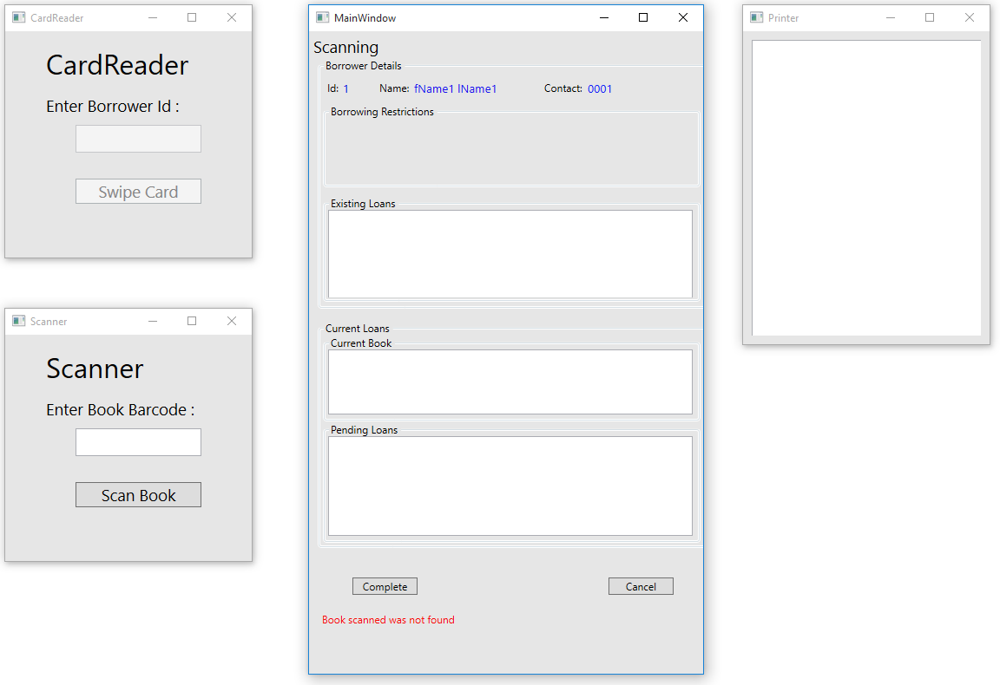 CardReader
CardReader
Enter Borrower Id :
Swipe Card
Scanner
Scanner
Enter Book Barcode :
Scan Book
MainWindow
Scanning
Borrower Details
Id: 1 Name: fName1 lName1 Contact: 0001
Borrowing Restrictions
Existing Loans
Current Loans
Current Book
Pending Loans
Complete Cancel
Book scanned was not found
Printer